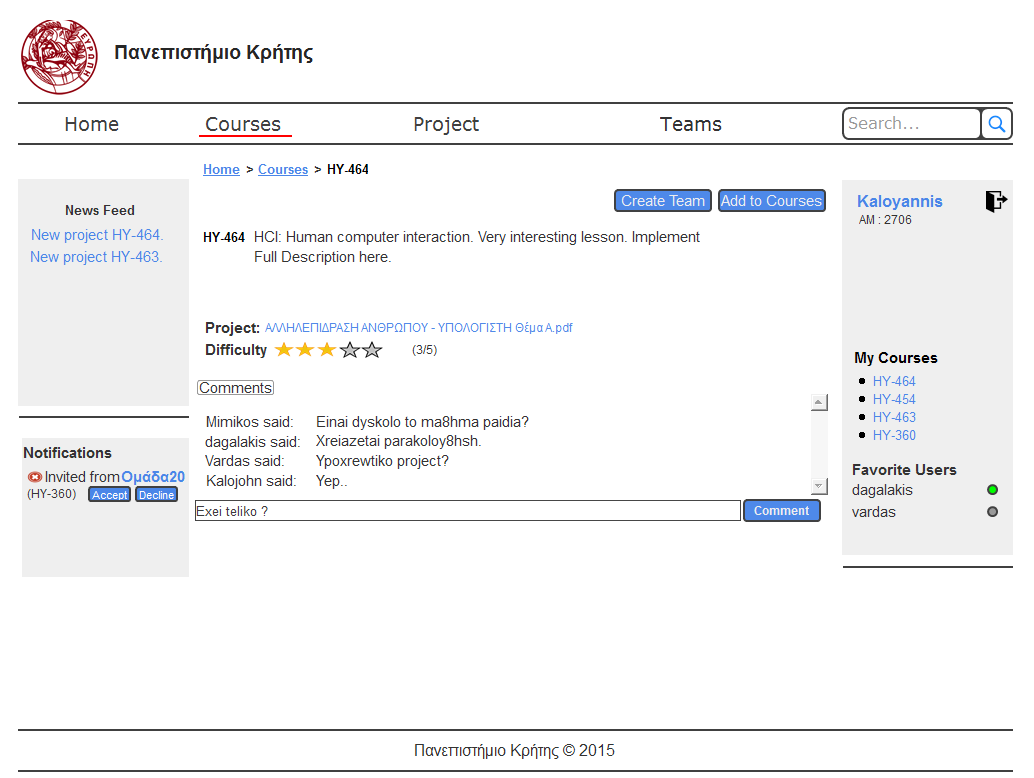 ΕΥΡΩΠΗ
Πανεπιστήμιο Κρήτης
Home Courses Project Teams Search...
Home > Courses > HY-464
News Feed
New project HY-464.
New project HY-463.
Notifications
Invited from Ομάδα20
(HY-360) Accept Decline
Create Team Add to Courses
HY-464 HCI: Human computer interaction. Very interesting lesson. Implement
Full Description here.
Project: ΑΛΛΗΛΕΠΙΔΡΑΣΗ ΑΝΘΡΩΠΟΥ - ΥΠΟΛΟΓΙΣΤΗ Θέμα Α.pdf
Difficulty (3/5)
Comments
Mimikos said: Einai dyskolo to ma8hma paidia?
dagalakis said: Xreiazetai parakoloy8hsh.
Vardas said: Ypoxrewtiko project?
Kalojohn said: Yep..
Exei teliko ? Comment
Kaloyannis
AM : 2706
My Courses
HY-464
HY-454
HY-463
HY-360
Favorite Users
dagalakis
vardas
Πανεπιστήμιο Κρήτης © 2015